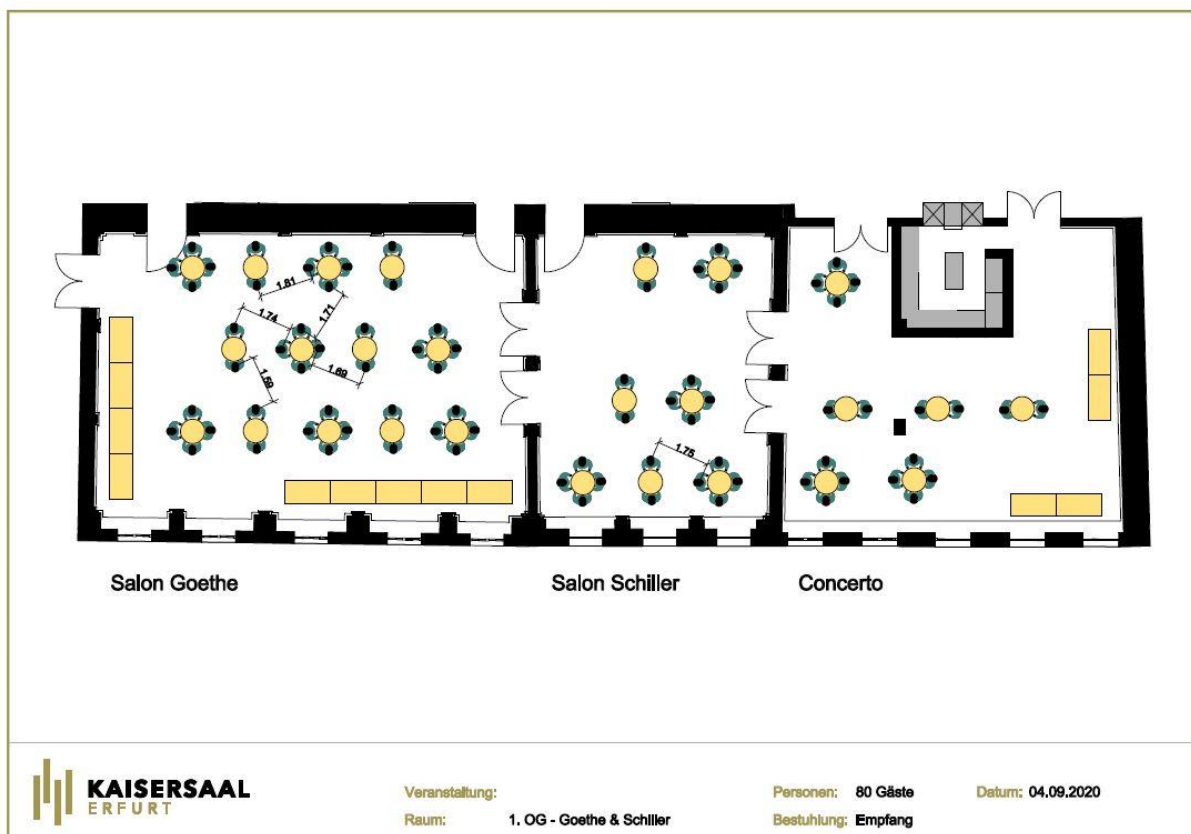 1.81
1.71
1.74
1.69
1.59
1.75
Salon Goethe
Salon Schiller
Concerto
KAISERSAAL
ERFURT
Veranstaltung:
Personen: 80 Gäste
Datum: 04.09.2020
Raum: 1. OG - Goethe & Schiller
Bestuhlung: Empfang